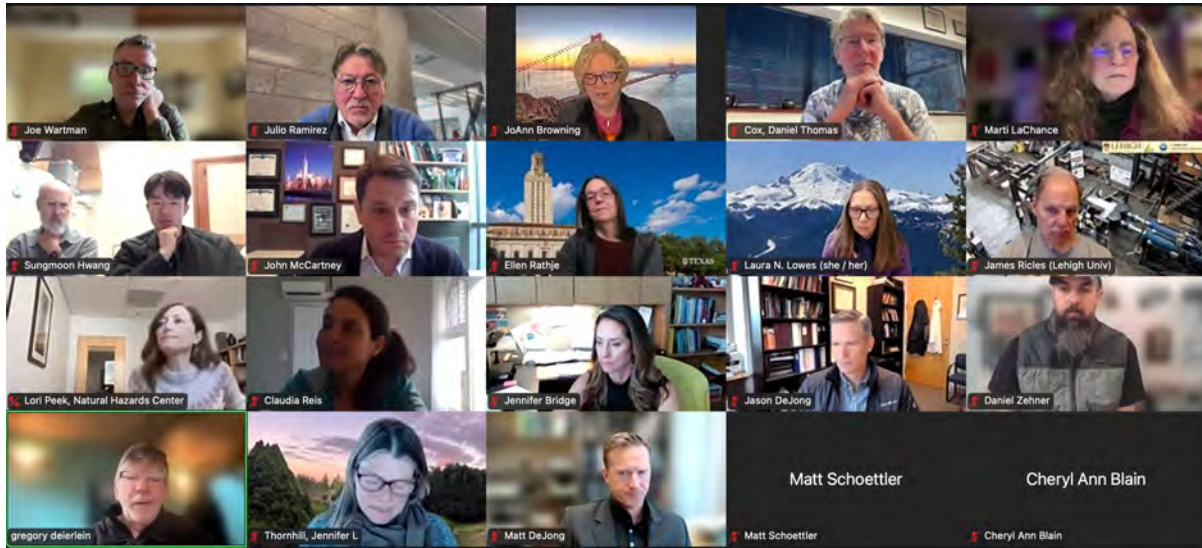 Joe Wartman
Julio Ramirez
JoAnn Browning
Cox, Daniel Thomas
Marti LaChance
LEHIGH
Sungmoon Hwang
John McCartney
Ellen Rathje
TEXAS
Laura N. Lowes (she / her)
James Ricles (Lehigh Univ)
Lori Peek, Natural Hazards Center
Claudia Reis
Jennifer Bridge
Jason DeJong
Daniel Zehner
gregory deierlein
Thornhill, Jennifer L
Matt DeJong
Matt Schoettler
Matt Schoettler
Cheryl Ann Blain
Cheryl Ann Blain